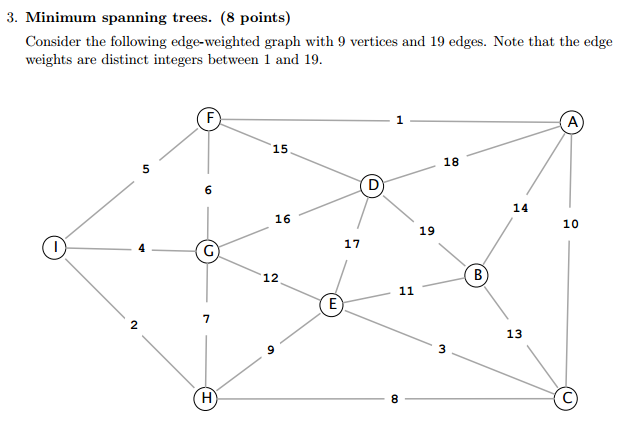 3. Minimum spanning trees. (8 points)
Consider the following edge-weighted graph with 9 vertices and 19 edges. Note that the edge
weights are distinct integers between 1 and 19.
F
1
A
15
18
5
D
6
14
16
10
19
I
4
G
17
12
B
E
11
7
2
13
9
3
H
8
C